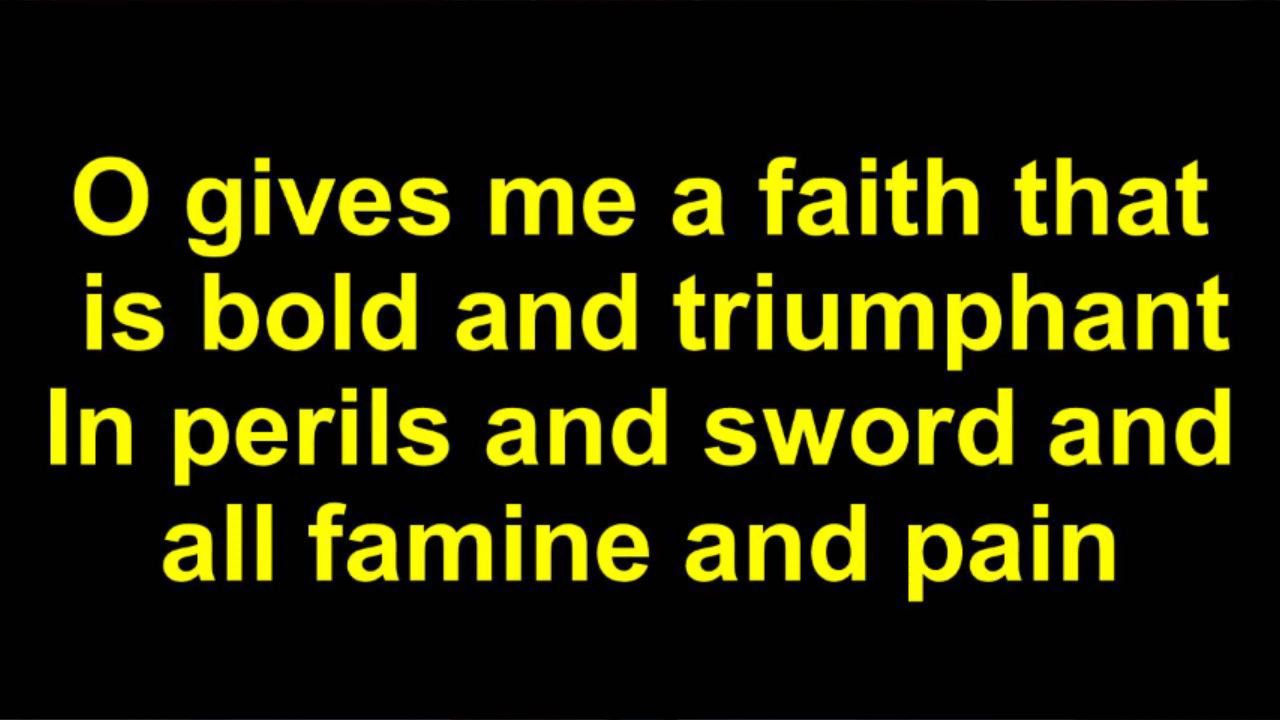 O gives me a faith that
is bold and triumphant
In perils and sword and
all famine and pain